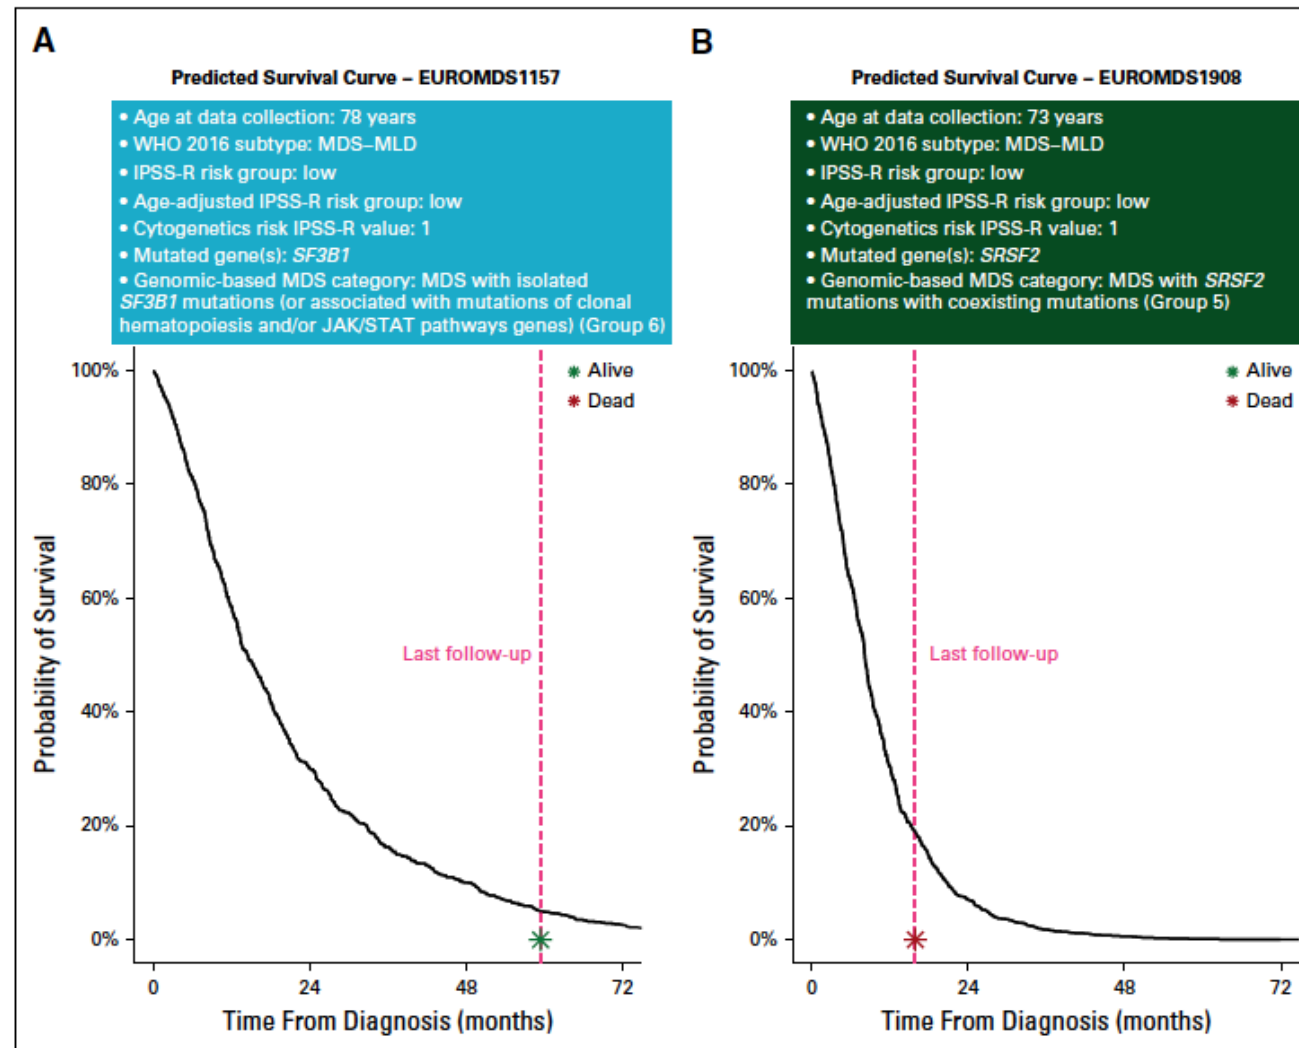 A
Predicted Survival Curve – EUROMDS1157
• Age at data collection: 78 years
• WHO 2016 subtype: MDS–MLD
• IPSS-R risk group: low
• Age-adjusted IPSS-R risk group: low
• Cytogenetics risk IPSS-R value: 1
• Mutated gene(s): SF3B1
• Genomic-based MDS category: MDS with isolated
SF3B1 mutations (or associated with mutations of clonal
hematopoiesis and/or JAK/STAT pathways genes) (Group 6)
100%
80%
60%
40%
20%
0%
Probability of Survival
Alive
Dead
Last follow-up
0
24
48
72
Time From Diagnosis (months)
B
Predicted Survival Curve – EUROMDS1908
• Age at data collection: 73 years
• WHO 2016 subtype: MDS–MLD
• IPSS-R risk group: low
• Age-adjusted IPSS-R risk group: low
• Cytogenetics risk IPSS-R value: 1
• Mutated gene(s): SRSF2
• Genomic-based MDS category: MDS with SRSF2
mutations with coexisting mutations (Group 5)
100%
80%
60%
40%
20%
0%
Probability of Survival
Alive
Dead
Last follow-up
0
24
48
72
Time From Diagnosis (months)